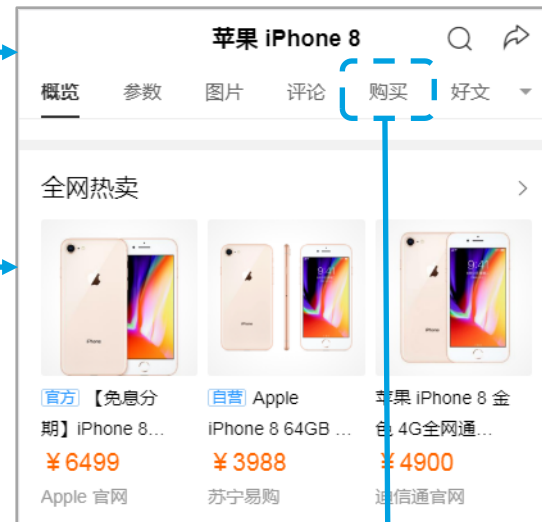 苹果 iPhone 8
概览 参数 图片 评论 购买 好文
全网热卖
官方 【免息分
期】iPhone 8...
￥6499
Apple 官网
自营 Apple
iPhone 8 64GB ...
￥3988
苏宁易购
苹果 iPhone 8 金
色 4G全网通...
￥4900
迪信通官网